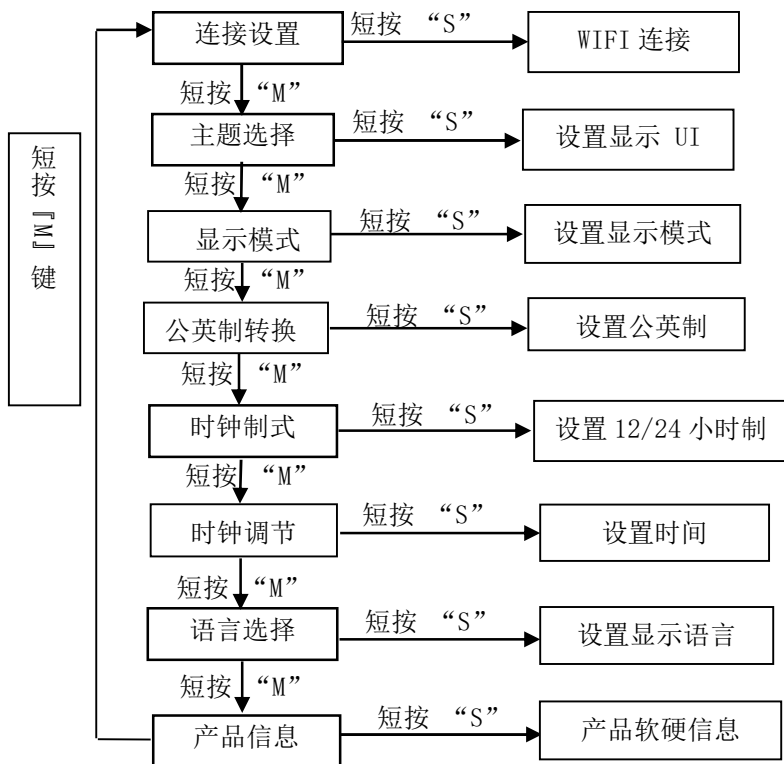 连接设置
短按 “S”
WIFI 连接
短按 “M”
主题选择
短按 “S”
设置显示 UI
短按『M』键
短按 “M”
显示模式
短按 “S”
设置显示模式
短按 “M”
公英制转换
短按 “S”
设置公英制
短按 “M”
时钟制式
短按 “S”
设置 12/24 小时制
短按 “M”
时钟调节
短按 “S”
设置时间
短按 “M”
语言选择
短按 “S”
设置显示语言
短按 “M”
产品信息
短按 “S”
产品软硬信息